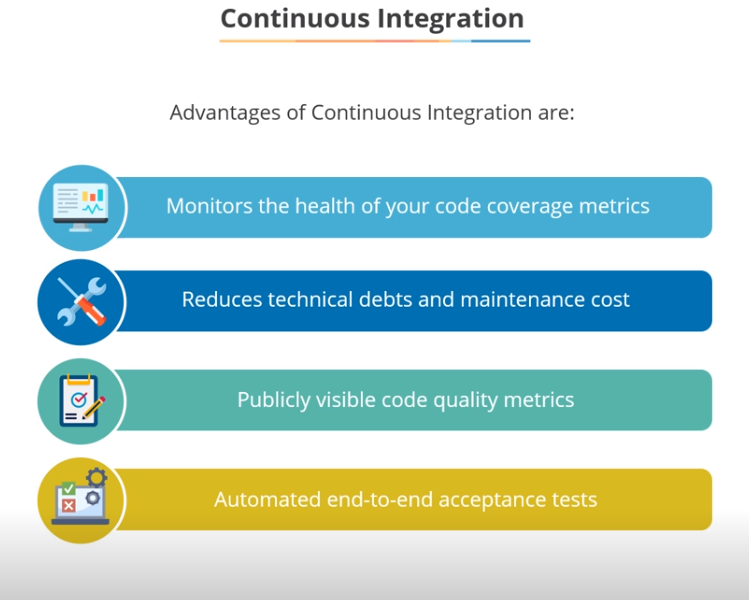 Continuous Integration
Advantages of Continuous Integration are:
Monitors the health of your code coverage metrics
Reduces technical debts and maintenance cost
Publicly visible code quality metrics
Automated end-to-end acceptance tests